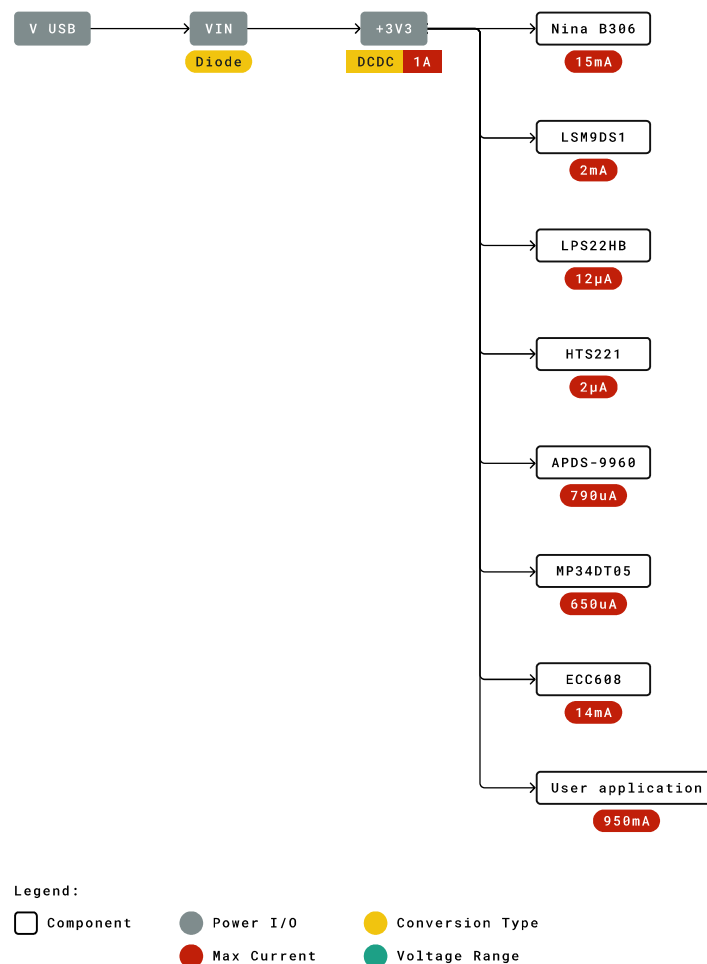 V USB VIN +3V3 Nina B306
Diode DCDC 1A 15mA
LSM9DS1
2mA
LPS22HB
12µA
HTS221
2µA
APDS-9960
790uA
MP34DT05
650uA
ECC608
14mA
User application
950mA
Legend:
Component Power I/O Conversion Type
Max Current Voltage Range